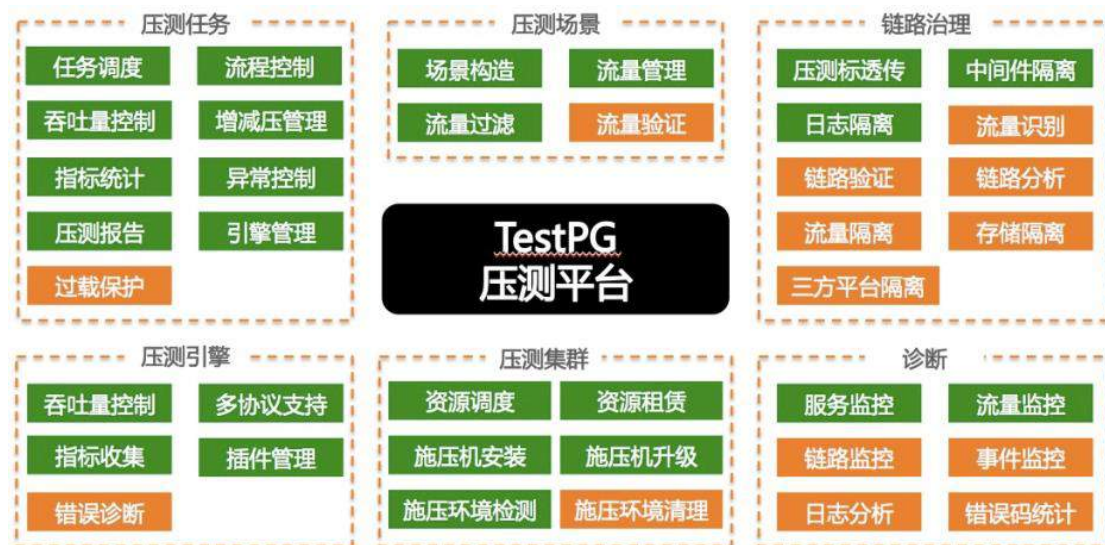 压测任务
任务调度 流程控制
吞吐量控制 增减压管理
指标统计 异常控制
压测报告 引擎管理
过载保护
压测场景
场景构造 流量管理
流量过滤 流量验证
链路治理
压测标透传 中间件隔离
日志隔离 流量识别
链路验证 链路分析
流量隔离 存储隔离
三方平台隔离
TestPG
压测平台
压测引擎
吞吐量控制 多协议支持
指标收集 插件管理
错误诊断
压测集群
资源调度 资源租赁
施压机安装 施压机升级
施压环境检测 施压环境清理
诊断
服务监控 流量监控
链路监控 事件监控
日志分析 错误码统计